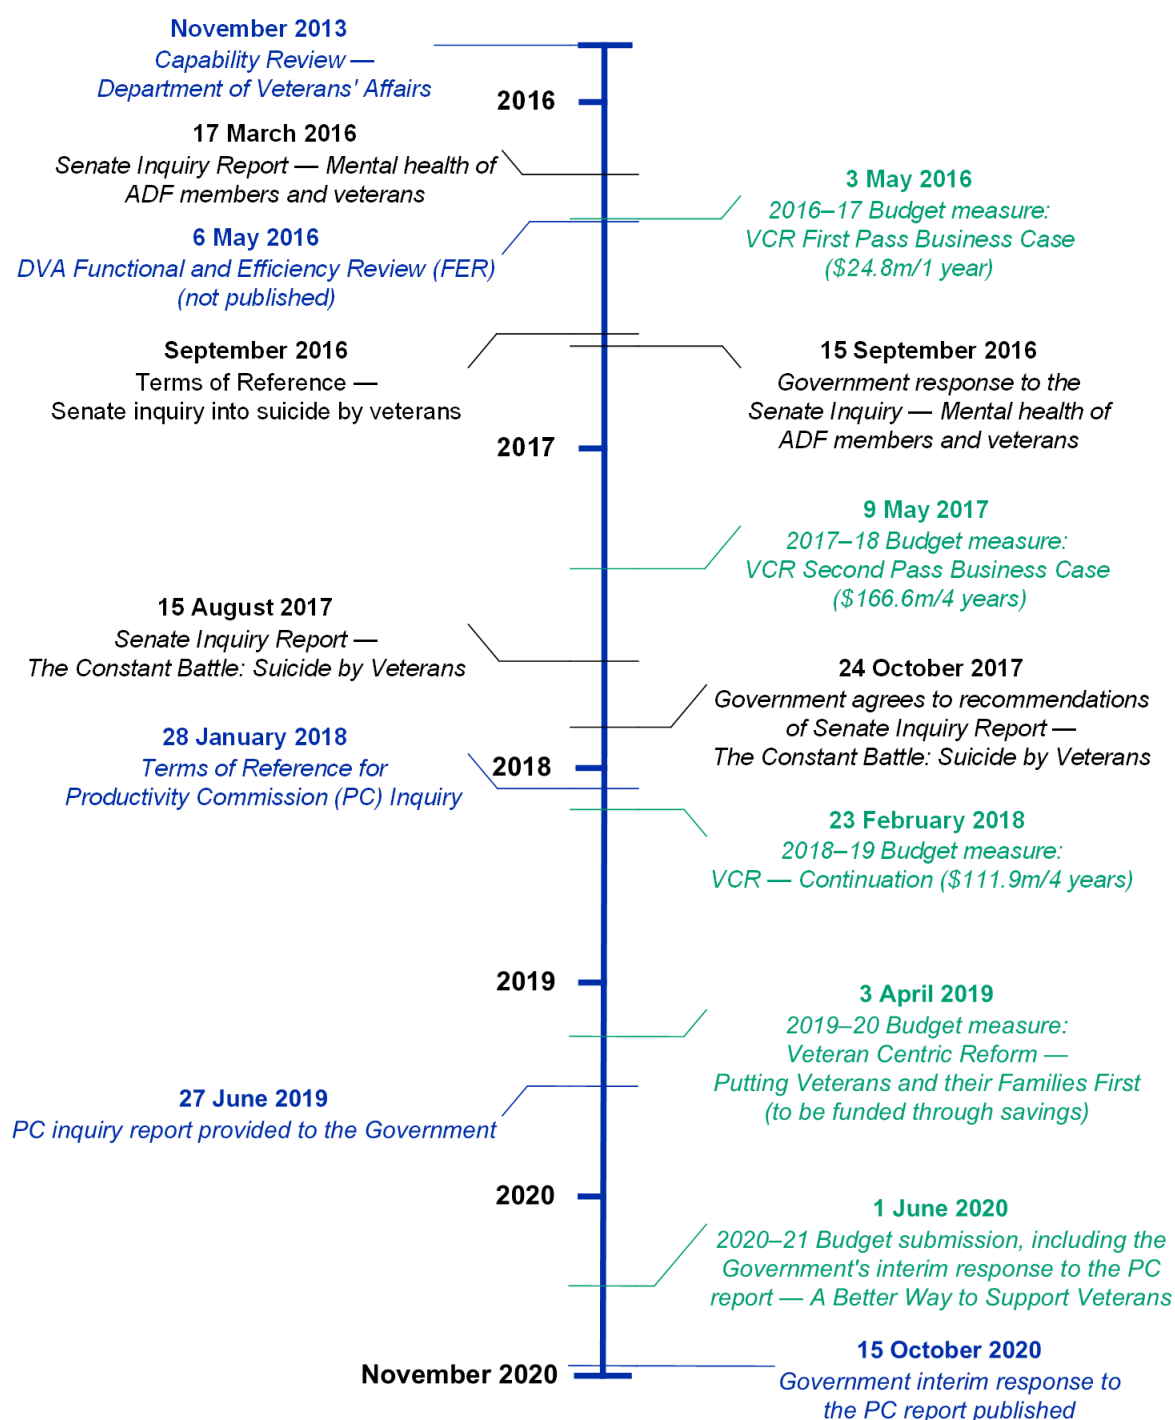 November 2013
Capability Review —
Department of Veterans' Affairs
2016
17 March 2016
Senate Inquiry Report — Mental health of
ADF members and veterans
3 May 2016
2016–17 Budget measure:
VCR First Pass Business Case
($24.8m/1 year)
6 May 2016
DVA Functional and Efficiency Review (FER)
(not published)
September 2016
Terms of Reference —
Senate inquiry into suicide by veterans
15 September 2016
Government response to the
Senate Inquiry — Mental health of
ADF members and veterans
2017
9 May 2017
2017–18 Budget measure:
VCR Second Pass Business Case
($166.6m/4 years)
15 August 2017
Senate Inquiry Report —
The Constant Battle: Suicide by Veterans
24 October 2017
Government agrees to recommendations
of Senate Inquiry Report —
The Constant Battle: Suicide by Veterans
28 January 2018
Terms of Reference for
Productivity Commission (PC) Inquiry
2018
23 February 2018
2018–19 Budget measure:
VCR — Continuation ($111.9m/4 years)
2019
3 April 2019
2019–20 Budget measure:
Veteran Centric Reform —
Putting Veterans and their Families First
(to be funded through savings)
27 June 2019
PC inquiry report provided to the Government
2020
1 June 2020
2020–21 Budget submission, including the
Government's interim response to the PC
report — A Better Way to Support Veterans
November 2020
15 October 2020
Government interim response to
the PC report published